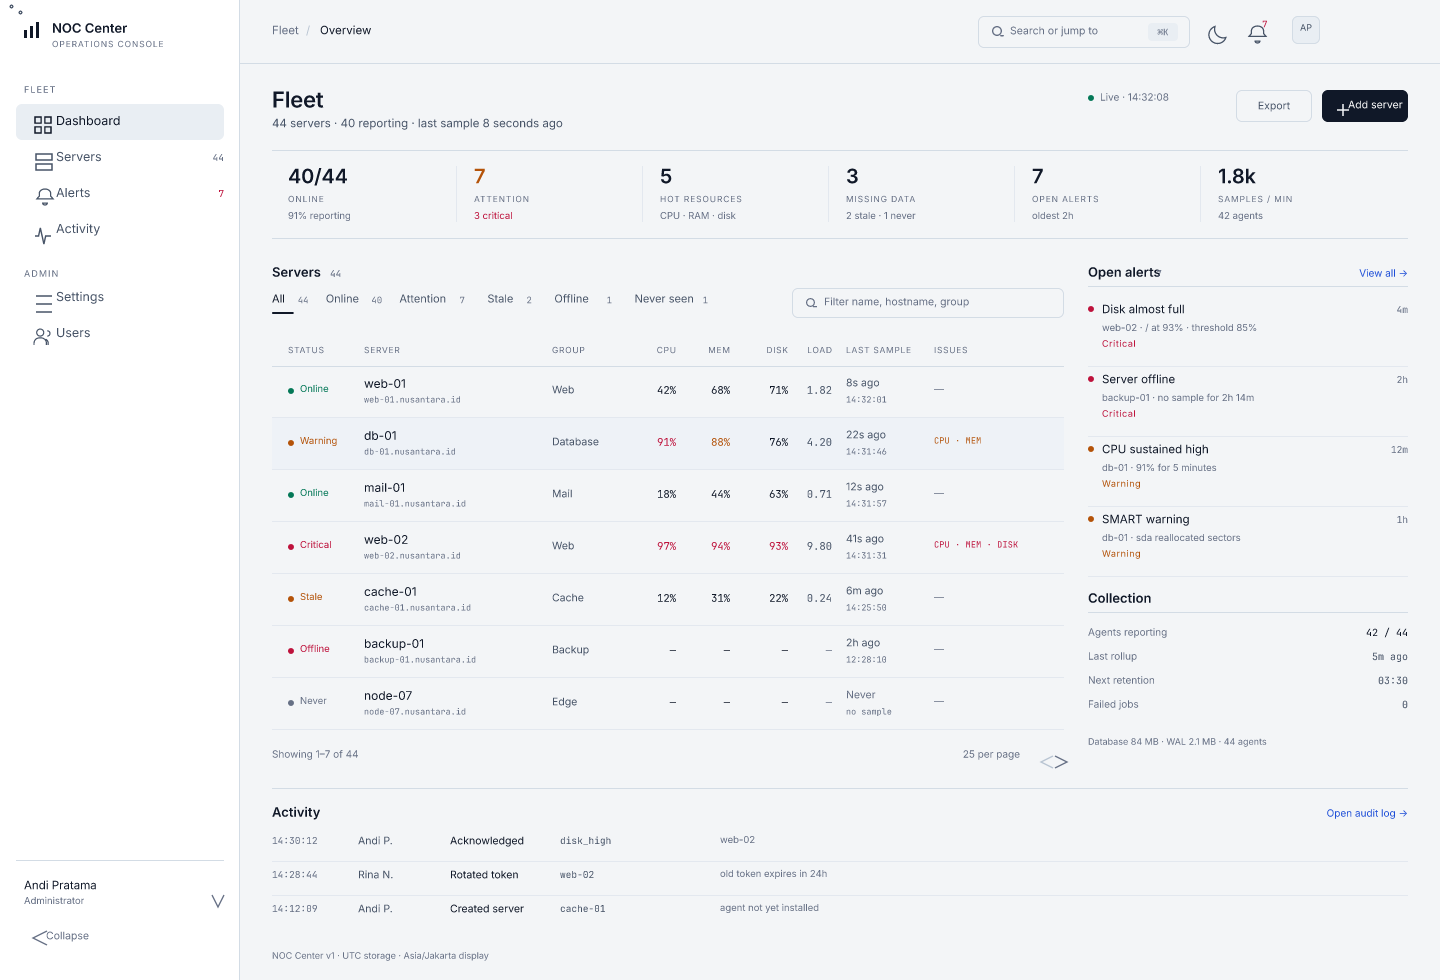 NOC Center
OPERATIONS CONSOLE
FLEET
Dashboard
Servers 44
Alerts 7
Activity
ADMIN
Settings
Users
Andi Pratama
Administrator
Collapse
Fleet / Overview
Search or jump to ⌘K
7
AP
Fleet
44 servers · 40 reporting · last sample 8 seconds ago
Live · 14:32:08
Export
Add server
40/44
ONLINE
91% reporting
7
ATTENTION
3 critical
5
HOT RESOURCES
CPU · RAM · disk
3
MISSING DATA
2 stale · 1 never
7
OPEN ALERTS
oldest 2h
1.8k
SAMPLES / MIN
42 agents
Servers 44
All 44 Online 40 Attention 7 Stale 2 Offline 1 Never seen 1
Filter name, hostname, group
STATUS SERVER GROUP CPU MEM DISK LOAD LAST SAMPLE ISSUES
Online web-01 Web 42% 68% 71% 1.82 8s ago —
web-01.nusantara.id 14:32:01
Warning db-01 Database 91% 88% 76% 4.20 22s ago CPU · MEM
db-01.nusantara.id 14:31:46
Online mail-01 Mail 18% 44% 63% 0.71 12s ago —
mail-01.nusantara.id 14:31:57
Critical web-02 Web 97% 94% 93% 9.80 41s ago CPU · MEM · DISK
web-02.nusantara.id 14:31:31
Stale cache-01 Cache 12% 31% 22% 0.24 6m ago —
cache-01.nusantara.id 14:25:50
Offline backup-01 Backup — — — — 2h ago —
backup-01.nusantara.id 12:28:10
Never node-07 Edge — — — — Never —
node-07.nusantara.id no sample
Showing 1–7 of 44
25 per page
Open alerts
View all →
Disk almost full 4m
web-02 · / at 93% · threshold 85%
Critical
Server offline 2h
backup-01 · no sample for 2h 14m
Critical
CPU sustained high 12m
db-01 · 91% for 5 minutes
Warning
SMART warning 1h
db-01 · sda reallocated sectors
Warning
Collection
Agents reporting 42 / 44
Last rollup 5m ago
Next retention 03:30
Failed jobs 0
Database 84 MB · WAL 2.1 MB · 44 agents
Activity
Open audit log →
14:30:12 Andi P. Acknowledged disk_high web-02
14:28:44 Rina N. Rotated token web-02 old token expires in 24h
14:12:09 Andi P. Created server cache-01 agent not yet installed
NOC Center v1 · UTC storage · Asia/Jakarta display